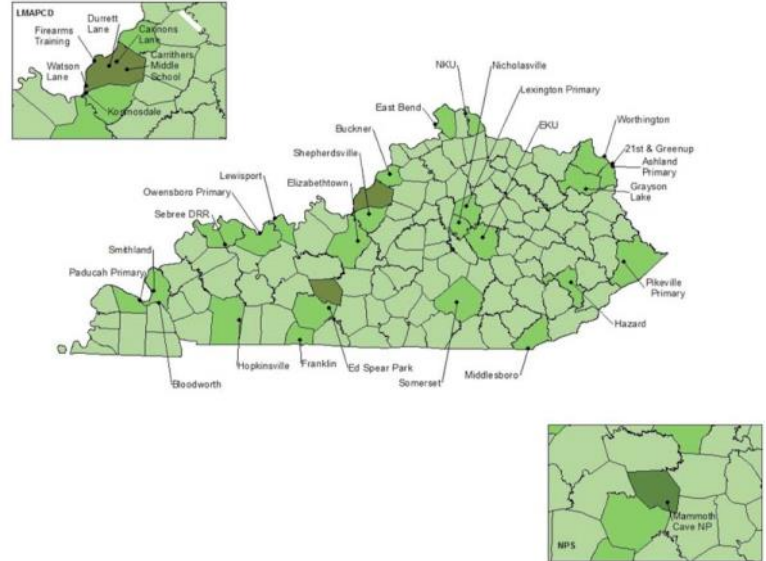 LMAPCD
Durrett
Lane
Cannons
Lane
Firearms
Training
Carrithers
Middle
School
Watson
Lane
Kosmosdale
NKU
Nicholasville
East Bend
Lexington Primary
Buckner
EKU
Worthington
Shepherdsville
21st & Greenup
Ashland
Primary
Elizabethtown
Lewisport
Grayson
Lake
Owensboro Primary
Sebree DRR
Smithland
Paducah Primary
Pikeville
Primary
Hazard
Bloodworth
Hopkinsville
Franklin
Ed Spear Park
Somerset
Middlesboro
Mammoth
Cave NP
NPS